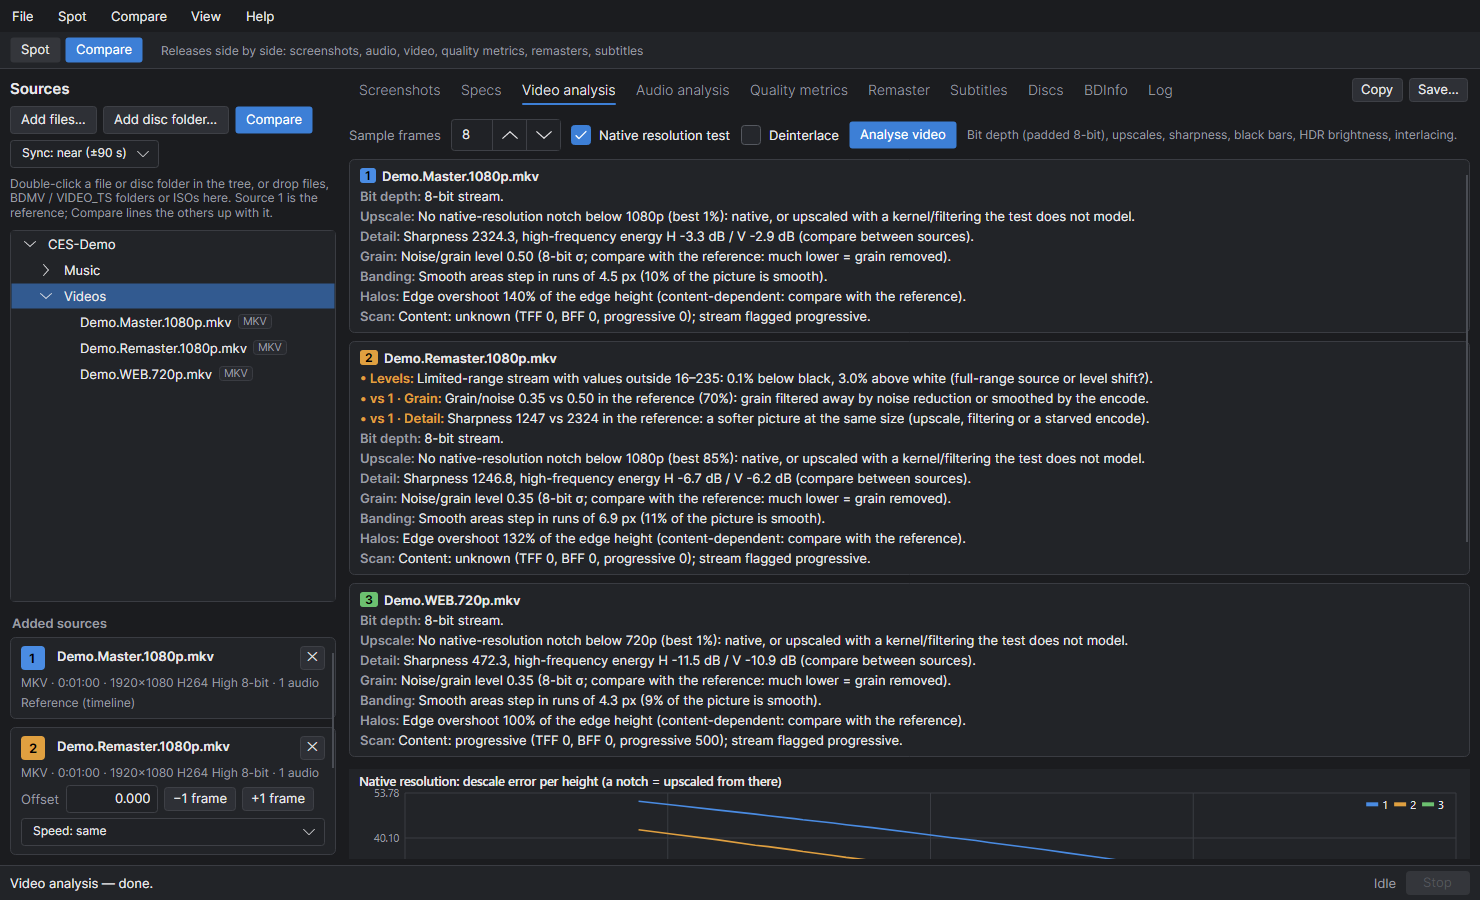 File Spot Compare View Help
Spot Compare Releases side by side: screenshots, audio, video, quality metrics, remasters, subtitles
Sources
Add files... Add disc folder... Compare
Sync: near (±90 s)
Double-click a file or disc folder in the tree, or drop files,
BDMV / VIDEO_TS folders or ISOs here. Source 1 is the
reference; Compare lines the others up with it.
CES-Demo
Music
Videos
Demo.Master.1080p.mkv MKV
Demo.Remaster.1080p.mkv MKV
Demo.WEB.720p.mkv MKV
Added sources
1 Demo.Master.1080p.mkv
MKV · 0:01:00 · 1920×1080 H264 High 8-bit · 1 audio
Reference (timeline)
2 Demo.Remaster.1080p.mkv
MKV · 0:01:00 · 1920×1080 H264 High 8-bit · 1 audio
Offset 0.000 −1 frame +1 frame
Speed: same
Screenshots Specs Video analysis Audio analysis Quality metrics Remaster Subtitles Discs BDInfo Log Copy Save...
Sample frames 8 Native resolution test Deinterlace Analyse video Bit depth (padded 8-bit), upscales, sharpness, black bars, HDR brightness, interlacing.
1 Demo.Master.1080p.mkv
Bit depth: 8-bit stream.
Upscale: No native-resolution notch below 1080p (best 1%): native, or upscaled with a kernel/filtering the test does not model.
Detail: Sharpness 2324.3, high-frequency energy H -3.3 dB / V -2.9 dB (compare between sources).
Grain: Noise/grain level 0.50 (8-bit σ; compare with the reference: much lower = grain removed).
Banding: Smooth areas step in runs of 4.5 px (10% of the picture is smooth).
Halos: Edge overshoot 140% of the edge height (content-dependent: compare with the reference).
Scan: Content: unknown (TFF 0, BFF 0, progressive 0); stream flagged progressive.
2 Demo.Remaster.1080p.mkv
• Levels: Limited-range stream with values outside 16–235: 0.1% below black, 3.0% above white (full-range source or level shift?).
• vs 1 · Grain: Grain/noise 0.35 vs 0.50 in the reference (70%): grain filtered away by noise reduction or smoothed by the encode.
• vs 1 · Detail: Sharpness 1247 vs 2324 in the reference: a softer picture at the same size (upscale, filtering or a starved encode).
Bit depth: 8-bit stream.
Upscale: No native-resolution notch below 1080p (best 85%): native, or upscaled with a kernel/filtering the test does not model.
Detail: Sharpness 1246.8, high-frequency energy H -6.7 dB / V -6.2 dB (compare between sources).
Grain: Noise/grain level 0.35 (8-bit σ; compare with the reference: much lower = grain removed).
Banding: Smooth areas step in runs of 6.9 px (11% of the picture is smooth).
Halos: Edge overshoot 132% of the edge height (content-dependent: compare with the reference).
Scan: Content: unknown (TFF 0, BFF 0, progressive 0); stream flagged progressive.
3 Demo.WEB.720p.mkv
Bit depth: 8-bit stream.
Upscale: No native-resolution notch below 720p (best 1%): native, or upscaled with a kernel/filtering the test does not model.
Detail: Sharpness 472.3, high-frequency energy H -11.5 dB / V -10.9 dB (compare between sources).
Grain: Noise/grain level 0.35 (8-bit σ; compare with the reference: much lower = grain removed).
Banding: Smooth areas step in runs of 4.3 px (9% of the picture is smooth).
Halos: Edge overshoot 100% of the edge height (content-dependent: compare with the reference).
Scan: Content: progressive (TFF 0, BFF 0, progressive 500); stream flagged progressive.
Native resolution: descale error per height (a notch = upscaled from there)
53.78
1 2 3
40.10
Video analysis — done.
Idle Stop